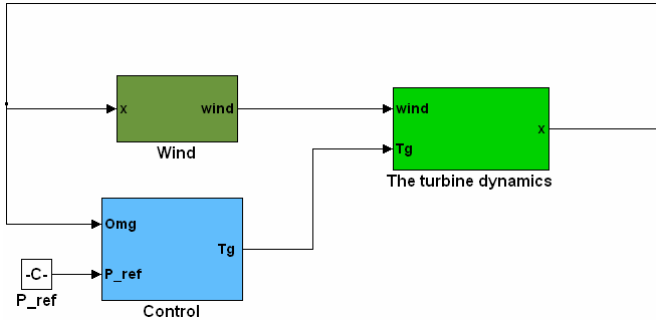 x
wind
Wind
wind
Tg
x
The turbine dynamics
Omg
P_ref
Tg
Control
-C-
P_ref